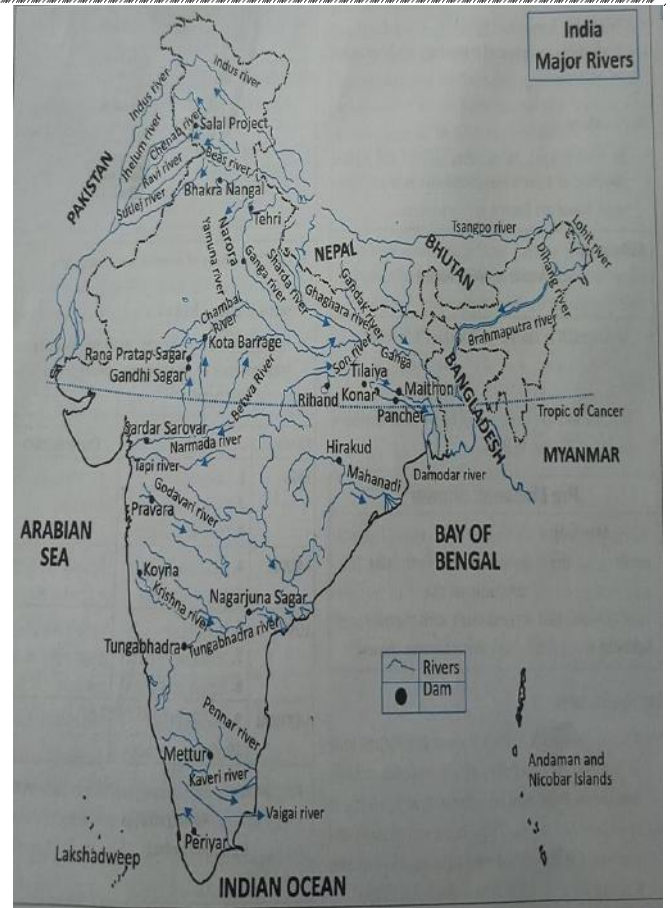 India
Major Rivers
Indus river
Indus river
Jhelum river
Chenab river
Salal Project
Ravi river
Beas river
Sutlej river
Bhakra Nangal
PAKISTAN
Tehri
Narora
Yamuna river
Ganga river
Sharda river
NEPAL
Ghaghara river
Gandak river
BHUTAN
Tsangpo river
Lohit river
Dihang river
Brahmaputra river
Chambal
River
Kota Barrage
Rana Pratap Sagar
Gandhi Sagar
Betwa River
Son river
Ganga
Tilaiya
Rihand
Konar
Maithon
Panchet
BANGLADESH
Tropic of Cancer
MYANMAR
Sardar Sarovar
Narmada river
Tapi river
Hirakud
Mahanadi
Damodar river
Godavari river
Pravara
ARABIAN
SEA
BAY OF
BENGAL
Koyna
Krishna river
Nagarjuna Sagar
Tungabhadra
Tungabhadra river
Rivers
Dam
Pennar river
Mettur
Kaveri river
Vaigai river
Periyar
Andaman and
Nicobar Islands
Lakshadweep
INDIAN OCEAN